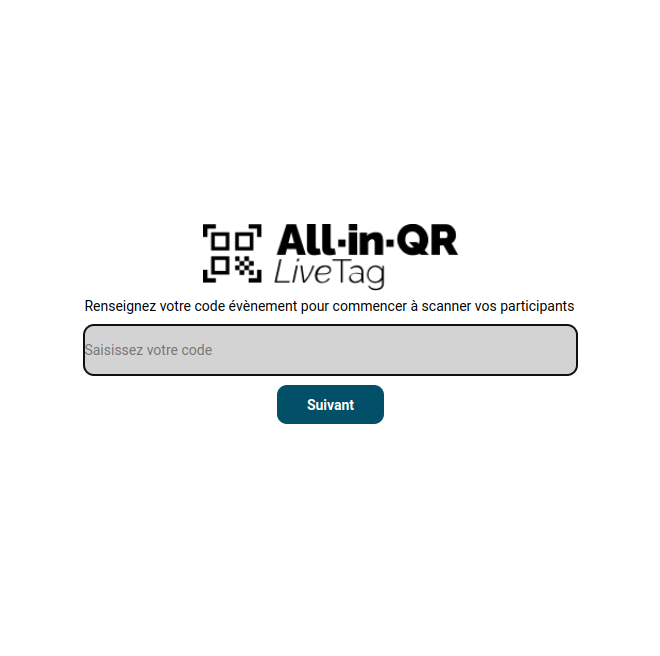 All·in·QR
LiveTag
Renseignez votre code évènement pour commencer à scanner vos participants
Saisissez votre code
Suivant